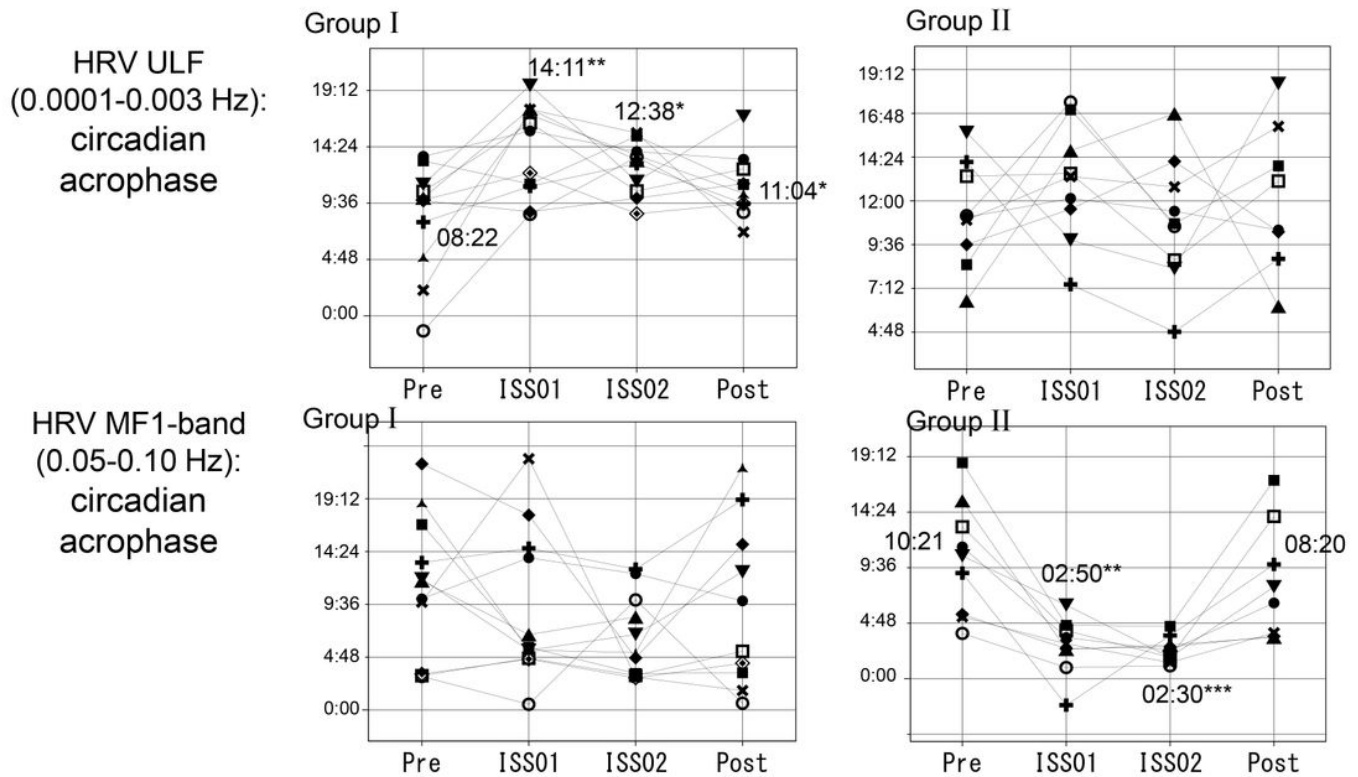 HRV ULF
(0.0001-0.003 Hz):
circadian
acrophase
Group I
19:12
14:24
9:36
4:48
0:00
14:11**
12:38*
11:04*
08:22
Pre ISS01 ISS02 Post
Group II
19:12
16:48
14:24
12:00
9:36
7:12
4:48
Pre ISS01 ISS02 Post
HRV MF1-band
(0.05-0.10 Hz):
circadian
acrophase
Group I
19:12
14:24
9:36
4:48
0:00
Pre ISS01 ISS02 Post
Group II
19:12
14:24
9:36
4:48
0:00
10:21
02:50**
08:20
02:30***
Pre ISS01 ISS02 Post